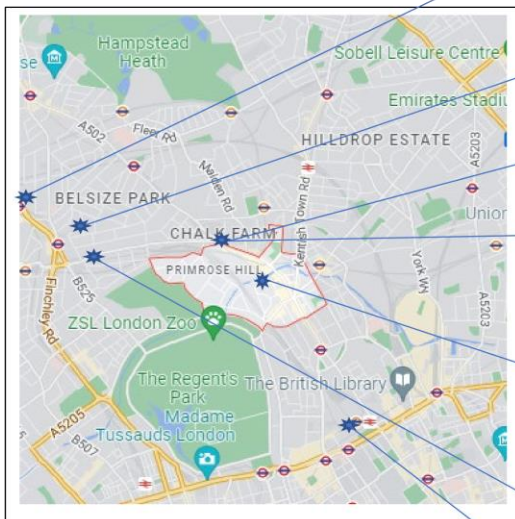 Hampstead
Heath
se
Sobell Leisure Centre
Emirates Stadiu
A502
Fleet Rd
HILLDROP ESTATE
A5203
Malden Rd
BELSIZE PARK
Union
CHALK FARM
Kentish Town Rd
PRIMROSE HILL
York Wy
B525
Finchley Rd
ZSL London Zoo
A5203
The Regent's
Park
The British Library
Madame
Tussauds London
A5205
B507